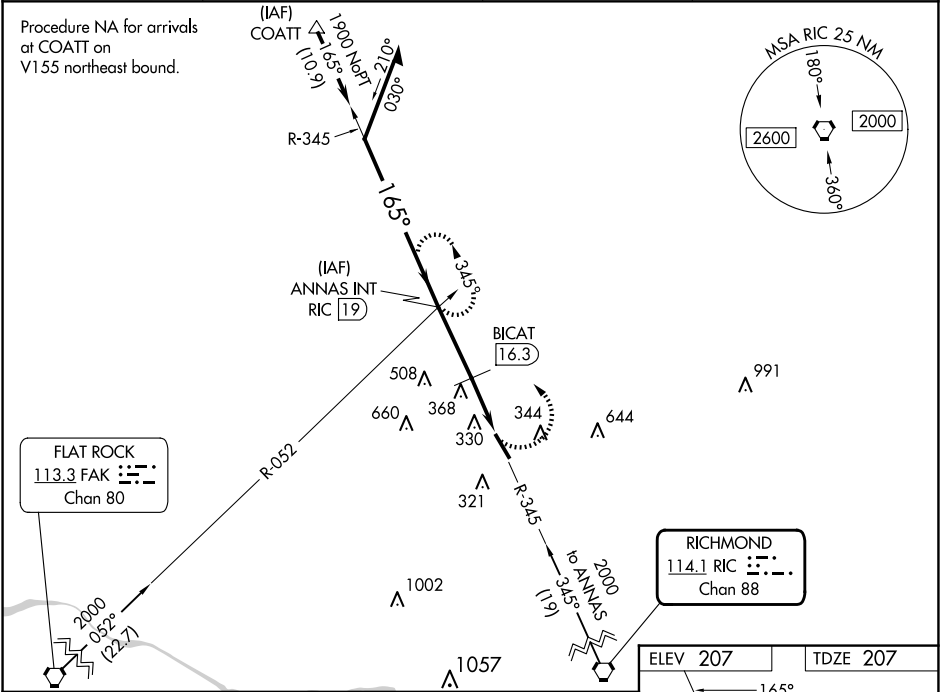 Procedure NA for arrivals
at COATT on
V155 northeast bound.
(IAF)
COATT
1900 NoPT
165°
(10.9)
210°
030°
R-345
165°
MSA RIC 25 NM
180°
2600
2000
360°
(IAF)
ANNAS INT
RIC 19
345°
BICAT
16.3
508
368
660
330
344
644
991
321
R-052
R-345
FLAT ROCK
113.3 FAK
Chan 80
RICHMOND
114.1 RIC
Chan 88
2000
to ANNAS
345°
(19)
1002
2000
052°
(22.7)
1057
ELEV 207
TDZE 207
165°